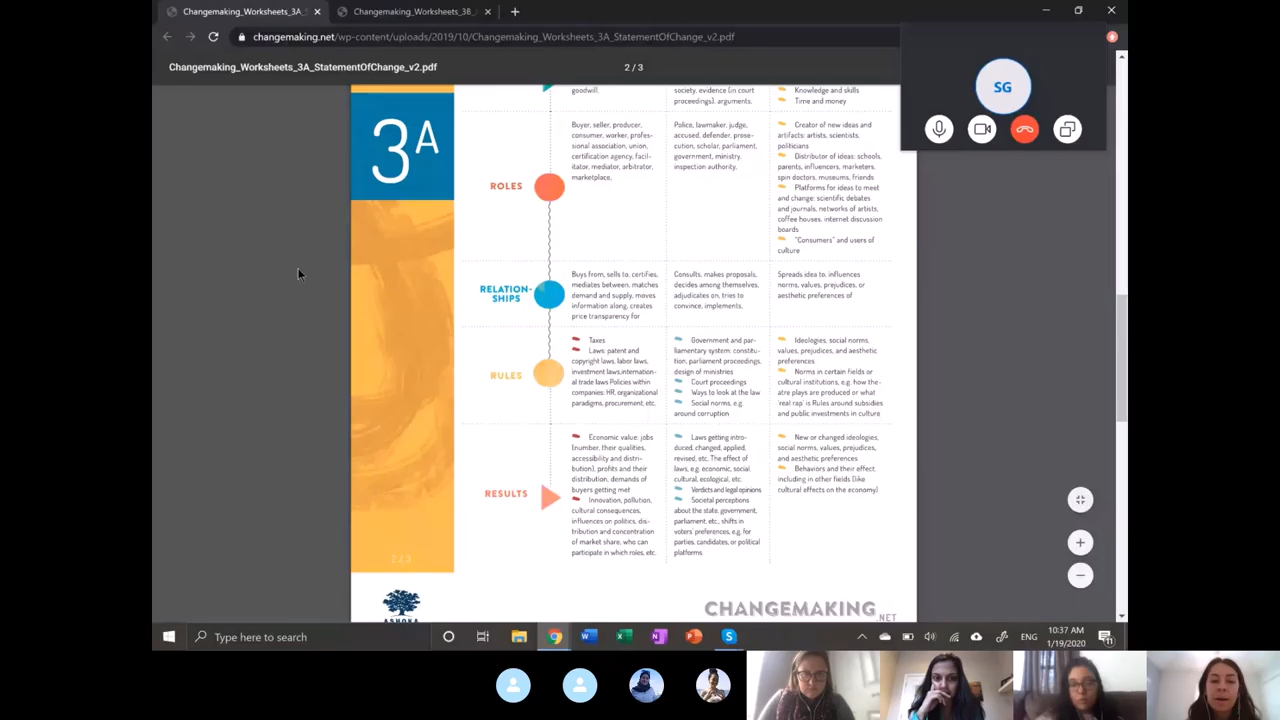 Changemaking_Worksheets_3A_
Changemaking_Worksheets_3B_
changemaking.net/wp-content/uploads/2019/10/Changemaking_Worksheets_3A_StatementOfChange_v2.pdf
Changemaking_Worksheets_3A_StatementOfChange_v2.pdf
2 / 3
SG
3A
goodwill.
society, evidence (in court
proceedings), arguments,
Knowledge and skills
Time and money
ROLES
Buyer, seller, producer,
consumer, worker, profes-
sional association, union,
certification agency, facil-
itator, mediator, arbitrator,
marketplace,
Police, lawmaker, judge,
accused, defender, prose-
cution, scholar, parliament,
government, ministry,
inspection authority,
Creator of new ideas and
artifacts: artists, scientists,
politicians
Distributor of ideas: schools,
parents, influencers, marketers,
spin doctors, museums, friends
Platforms for ideas to meet
and change: scientific debates
and journals, networks of artists,
coffee houses, internet discussion
boards
"Consumers" and users of
culture
RELATION-
SHIPS
Buys from, sells to, certifies,
mediates between, matches
demand and supply, moves
information along, creates
price transparency for
Consults, makes proposals,
decides among themselves,
adjudicates on, tries to
convince, implements,
Spreads idea to, influences
norms, values, prejudices, or
aesthetic preferences of
RULES
Taxes
Laws: patent and
copyright laws, labor laws,
investment laws,internation-
al trade laws Policies within
companies: HR, organizational
paradigms, procurement, etc.
Government and par-
liamentary system: constitu-
tion, parliament proceedings,
design of ministries
Court proceedings
Ways to look at the law
Social norms, e.g.
around corruption
Ideologies, social norms,
values, prejudices, and aesthetic
preferences
Norms in certain fields or
cultural institutions, e.g. how the-
atre plays are produced or what
'real rap' is Rules around subsidies
and public investments in culture
RESULTS
Economic value: jobs
(number, their qualities,
accessibility and distri-
bution), profits and their
distribution, demands of
buyers getting met
Innovation, pollution,
cultural consequences,
influences on politics, dis-
tribution and concentration
of market share, who can
participate in which roles, etc.
Laws getting intro-
duced, changed, applied,
revised, etc. The effect of
laws, e.g. economic, social,
cultural, ecological, etc.
Verdicts and legal opinions
Societal perceptions
about the state, government,
parliament, etc., shifts in
voters' preferences, e.g. for
parties, candidates, or political
platforms
New or changed ideologies,
social norms, values, prejudices,
and aesthetic preferences
Behaviors and their effect,
including in other fields (like
cultural effects on the economy)
2 / 3
ASHOKA
CHANGEMAKING.NET
Type here to search
ENG
10:37 AM
1/19/2020
11